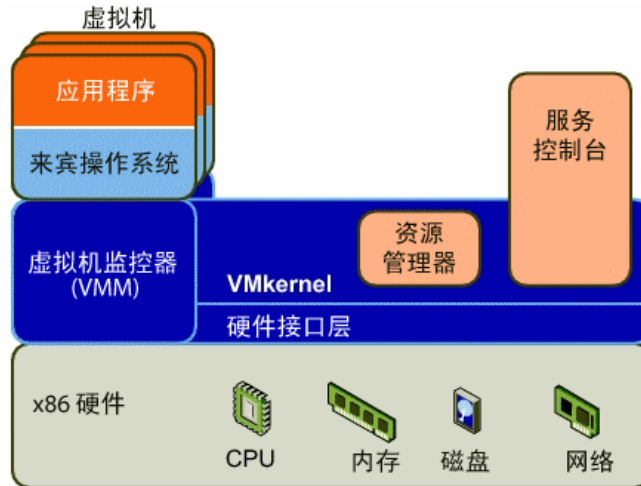 虚拟机
应用程序
来宾操作系统
服务
控制台
虚拟机监控器
(VMM)
资源
管理器
VMkernel
硬件接口层
x86 硬件
CPU
内存
磁盘
网络